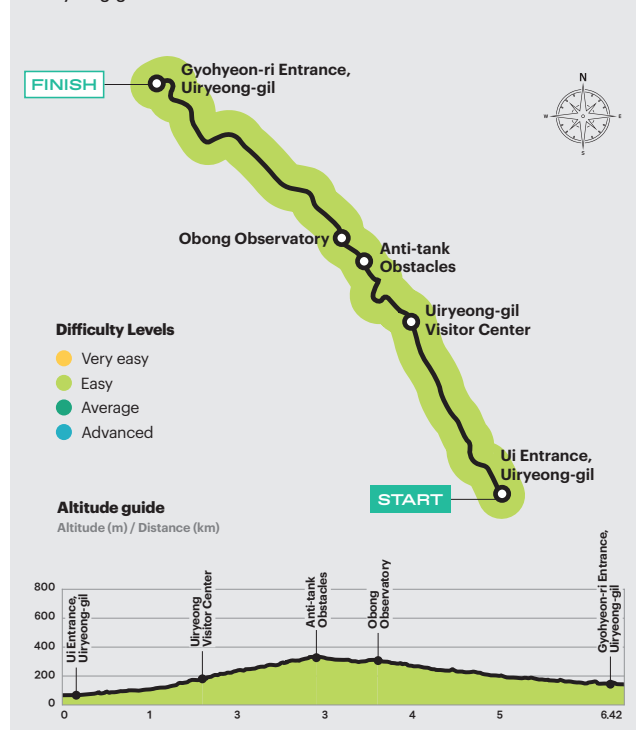 Gyohyeon-ri Entrance,
Uiryeong-gil
FINISH
N
W
E
S
Obong Observatory
Anti-tank
Obstacles
Uiryeong-gil
Visitor Center
Difficulty Levels
Very easy
Easy
Average
Advanced
Ui Entrance,
Uiryeong-gil
START
Altitude guide
Altitude (m) / Distance (km)
800
600
400
200
0
Ui Entrance,
Uiryeong-gil
Uiryeong
Visitor Center
Anti-tank
Obstacles
Obong
Observatory
Gyohyeon-ri Entrance,
Uiryeong-gil
0 1 3 3 4 5 6.42